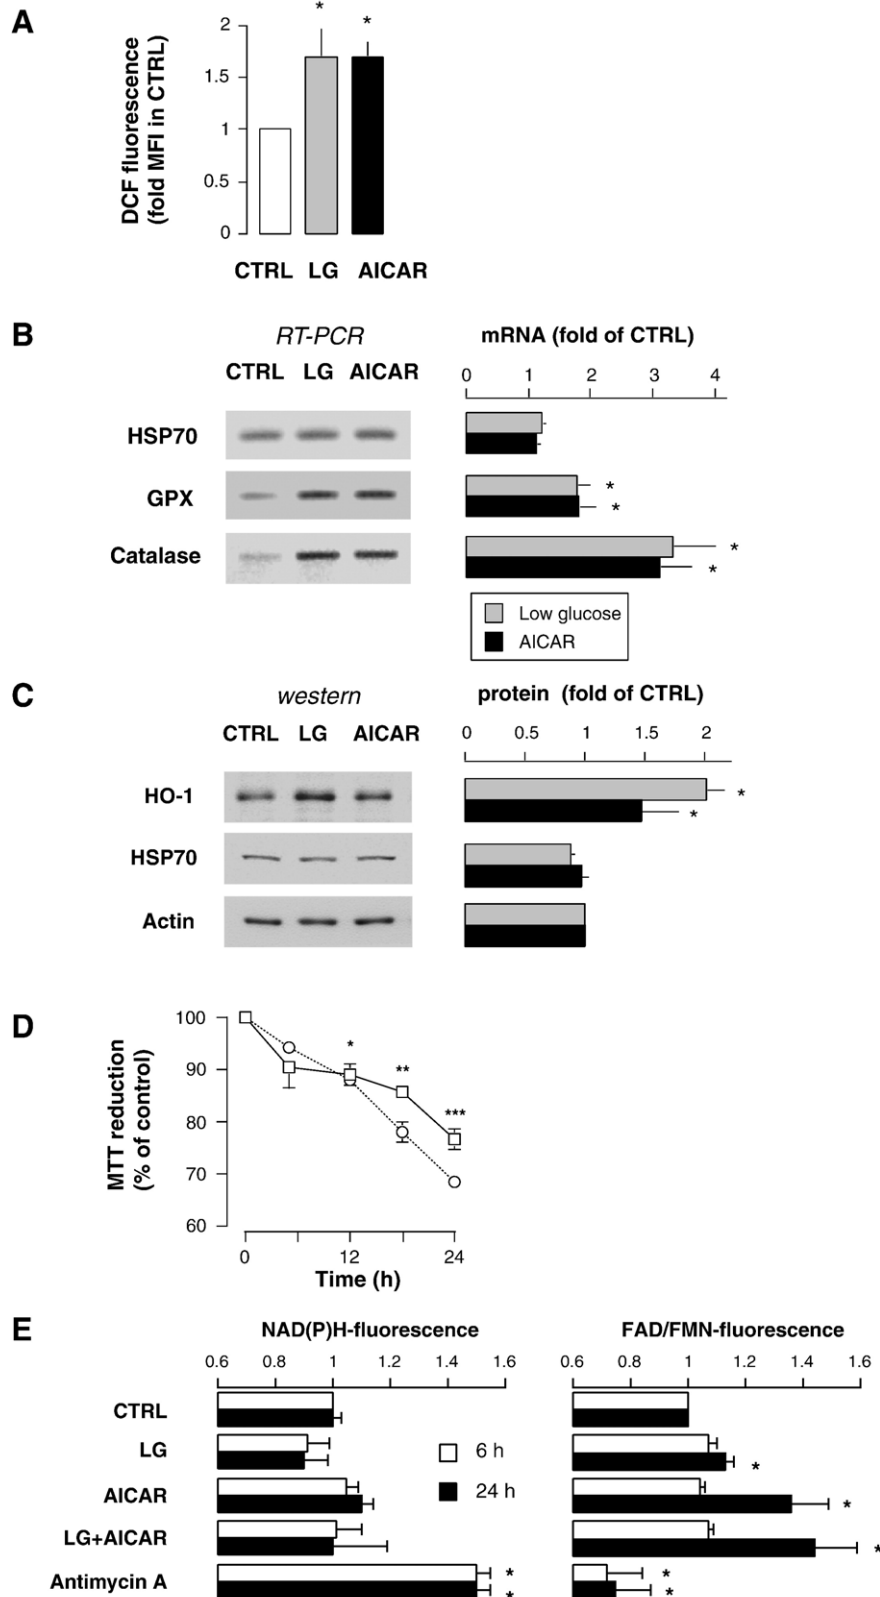 A
DCF fluorescence
(fold MFI in CTRL)
2
1.5
1
0.5
0
* *
CTRL LG AICAR
B
RT-PCR
mRNA (fold of CTRL)
CTRL LG AICAR
0 1 2 3 4
HSP70
GPX
*
*
Catalase
*
*
Low glucose
AICAR
C
western
protein (fold of CTRL)
CTRL LG AICAR
0 0.5 1 1.5 2
HO-1
*
*
HSP70
Actin
D
MTT reduction
(% of control)
100
90
80
70
60
* ** ***
0 12 24
Time (h)
E
NAD(P)H-fluorescence
FAD/FMN-fluorescence
0.6 0.8 1 1.2 1.4 1.6
0.6 0.8 1 1.2 1.4 1.6
CTRL
LG
6 h
*
AICAR
24 h
*
LG+AICAR
*
Antimycin A
* *
* *